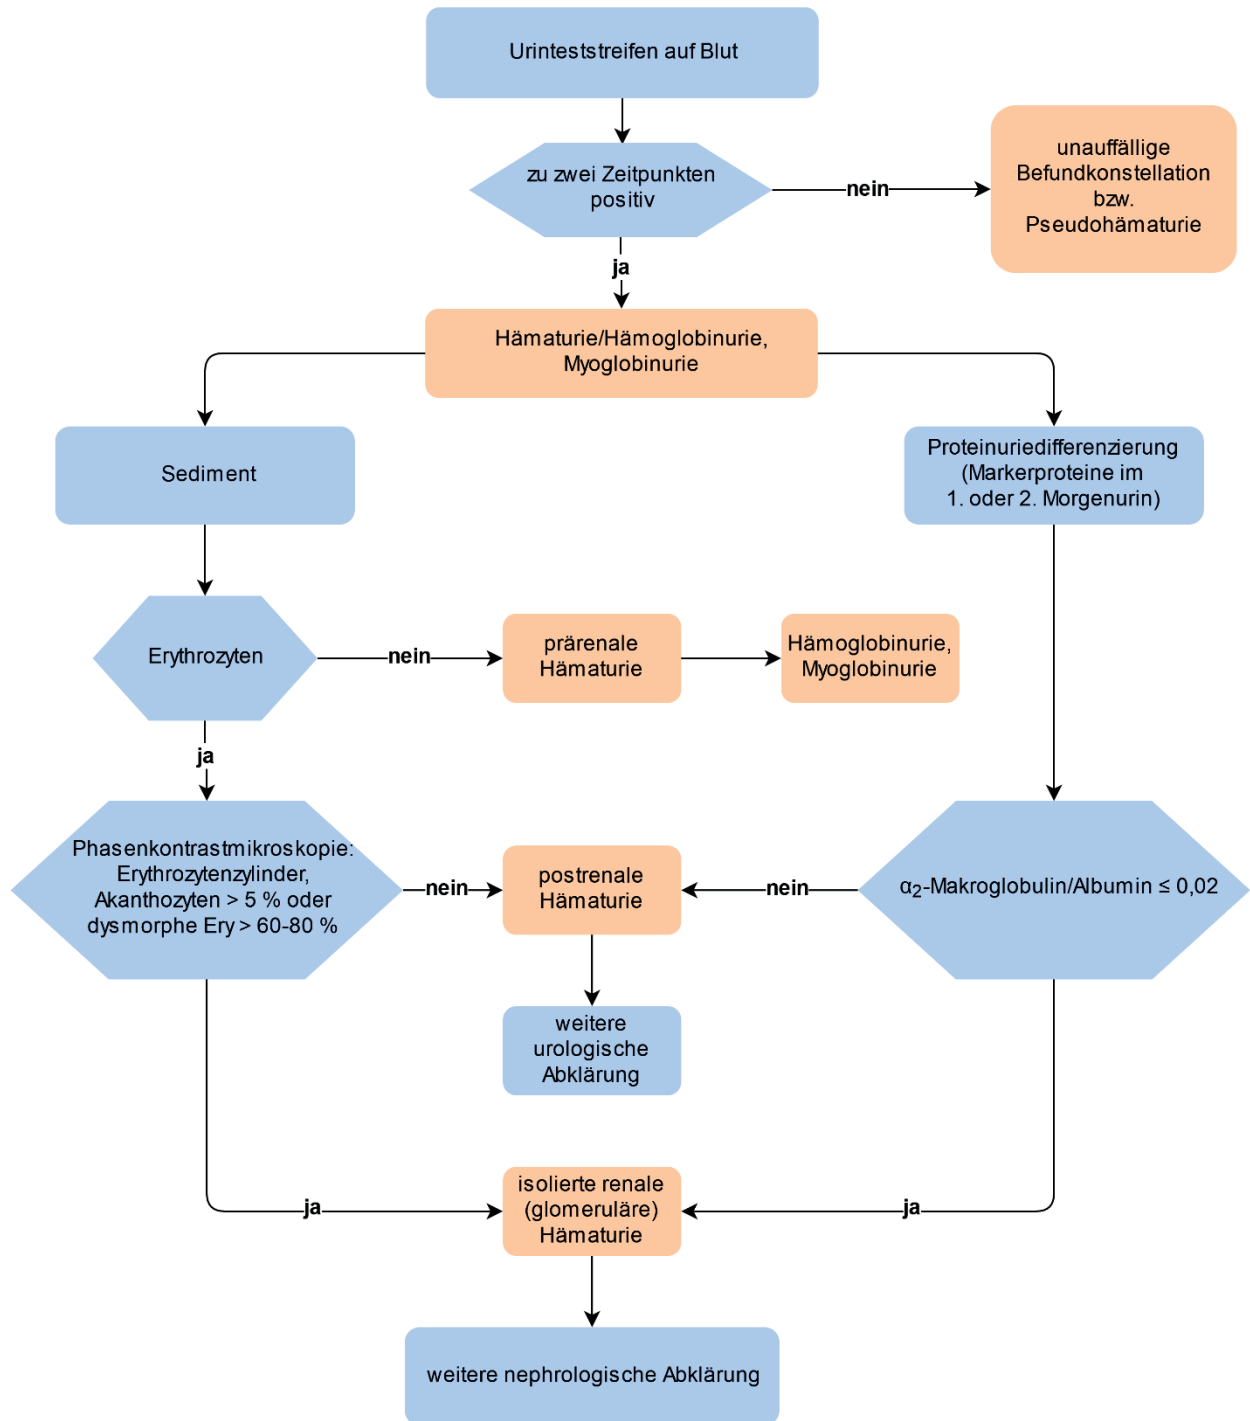 Urinteststreifen auf Blut
zu zwei Zeitpunkten
positiv
nein
unauffällige
Befundkonstellation
bzw.
Pseudohämaturie
ja
Hämaturie/Hämoglobinurie,
Myoglobinurie
Sediment
Proteinuriedifferenzierung
(Markerproteine im
1. oder 2. Morgenurin)
Erythrozyten
nein
prärenale
Hämaturie
Hämoglobinurie,
Myoglobinurie
ja
Phasenkontrastmikroskopie:
Erythrozytenzylinder,
Akanthozyten > 5 % oder
dysmorphe Ery > 60-80 %
nein
postrenale
Hämaturie
nein
α₂-Makroglobulin/Albumin ≤ 0,02
weitere
urologische
Abklärung
ja
isolierte renale
(glomeruläre)
Hämaturie
ja
weitere nephrologische Abklärung